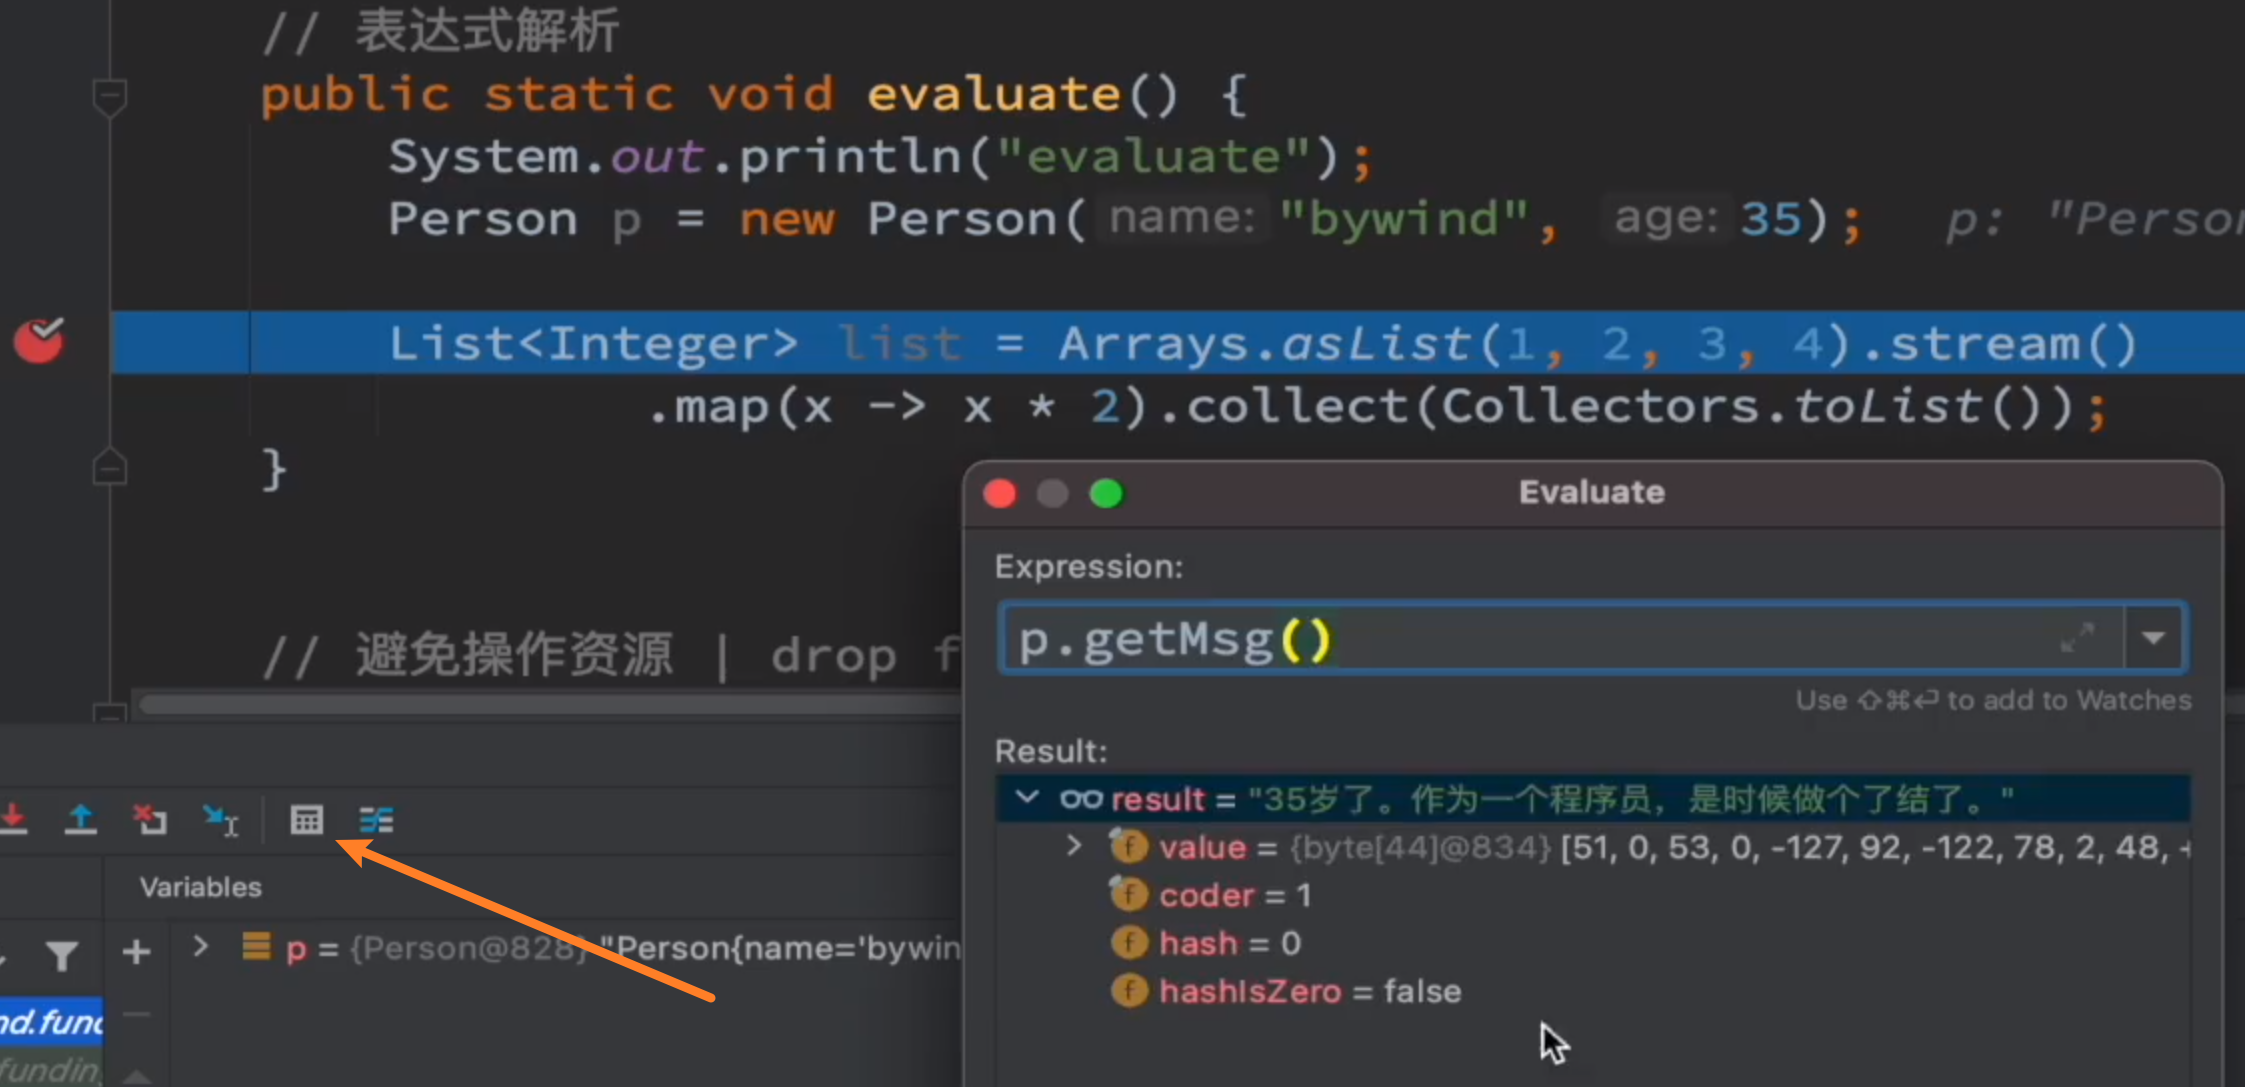 // 表达式解析
public static void evaluate() {
System.out.println("evaluate");
Person p = new Person( name: "bywind", age: 35); p: "Person
List<Integer> list = Arrays.asList(1, 2, 3, 4).stream()
.map(x -> x * 2).collect(Collectors.toList());
}
// 避免操作资源 | drop f
Evaluate
Expression:
p.getMsg()
Use ⇧⌘⏎ to add to Watches
Result:
result = "35岁了。作为一个程序员，是时候做个了结了。"
value = {byte[44]@834} [51, 0, 53, 0, -127, 92, -122, 78, 2, 48, -
coder = 1
hash = 0
hashIsZero = false
Variables
p = {Person@828} "Person{name='bywin
nd.func
funding